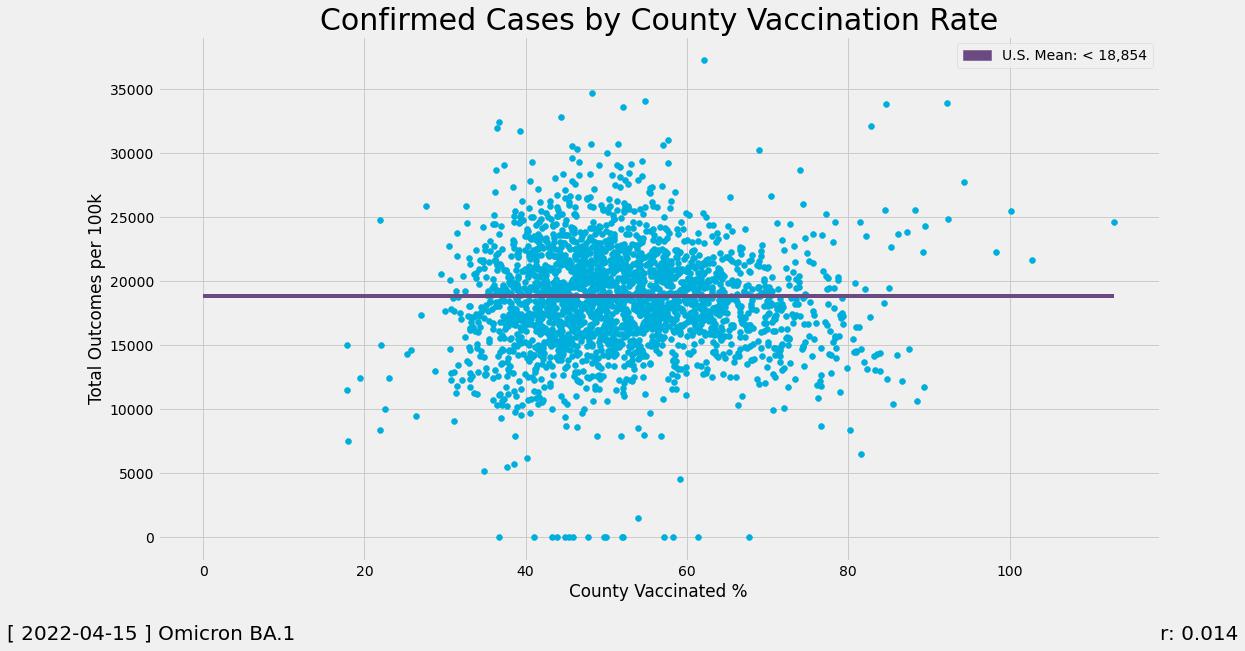 Confirmed Cases by County Vaccination Rate
U.S. Mean: < 18,854
Total Outcomes per 100k
35000
30000
25000
20000
15000
10000
5000
0
0 20 40 60 80 100
County Vaccinated %
[ 2022-04-15 ] Omicron BA.1
r: 0.014